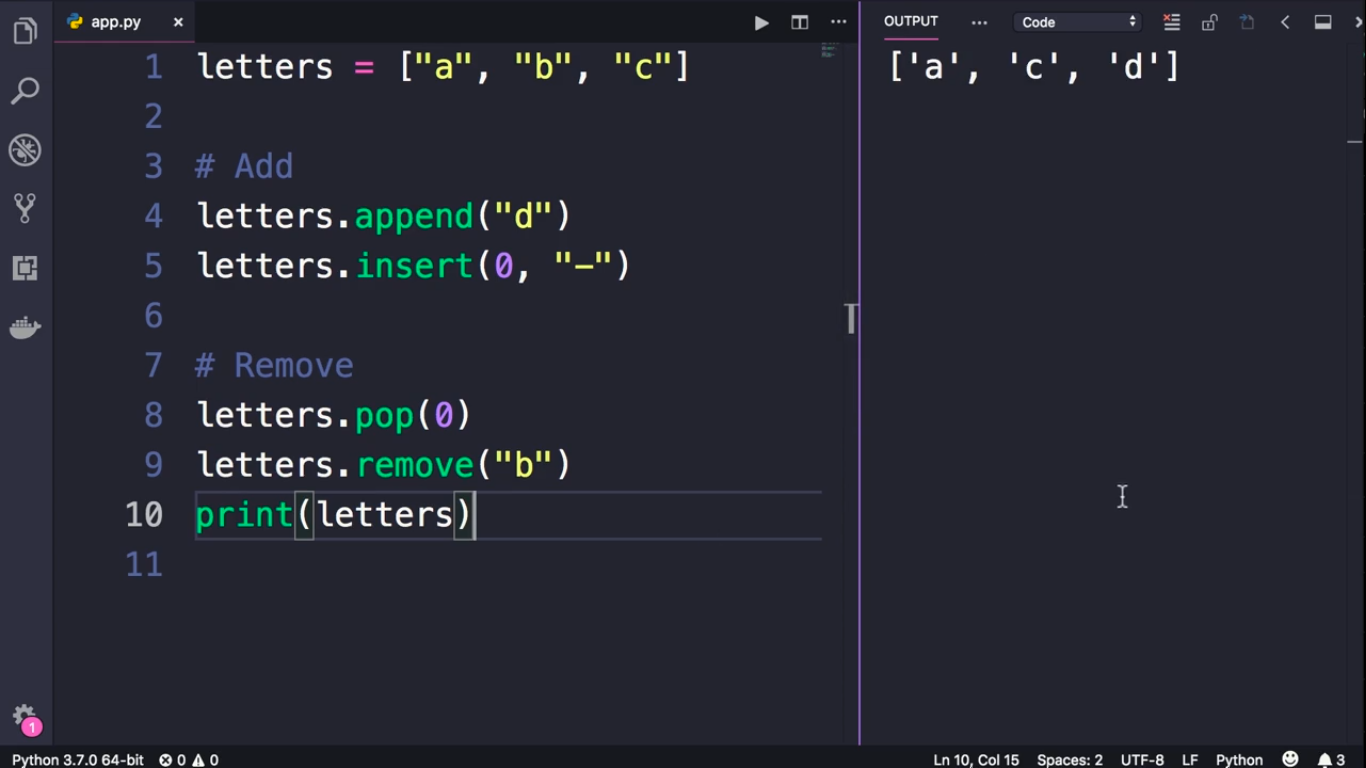 app.py
1 letters = ["a", "b", "c"]
2
3 # Add
4 letters.append("d")
5 letters.insert(0, "-")
6
7 # Remove
8 letters.pop(0)
9 letters.remove("b")
10 print(letters)
11
OUTPUT
Code
['a', 'c', 'd']
1
Python 3.7.0 64-bit 0 0 Ln 10, Col 15 Spaces: 2 UTF-8 LF Python 3